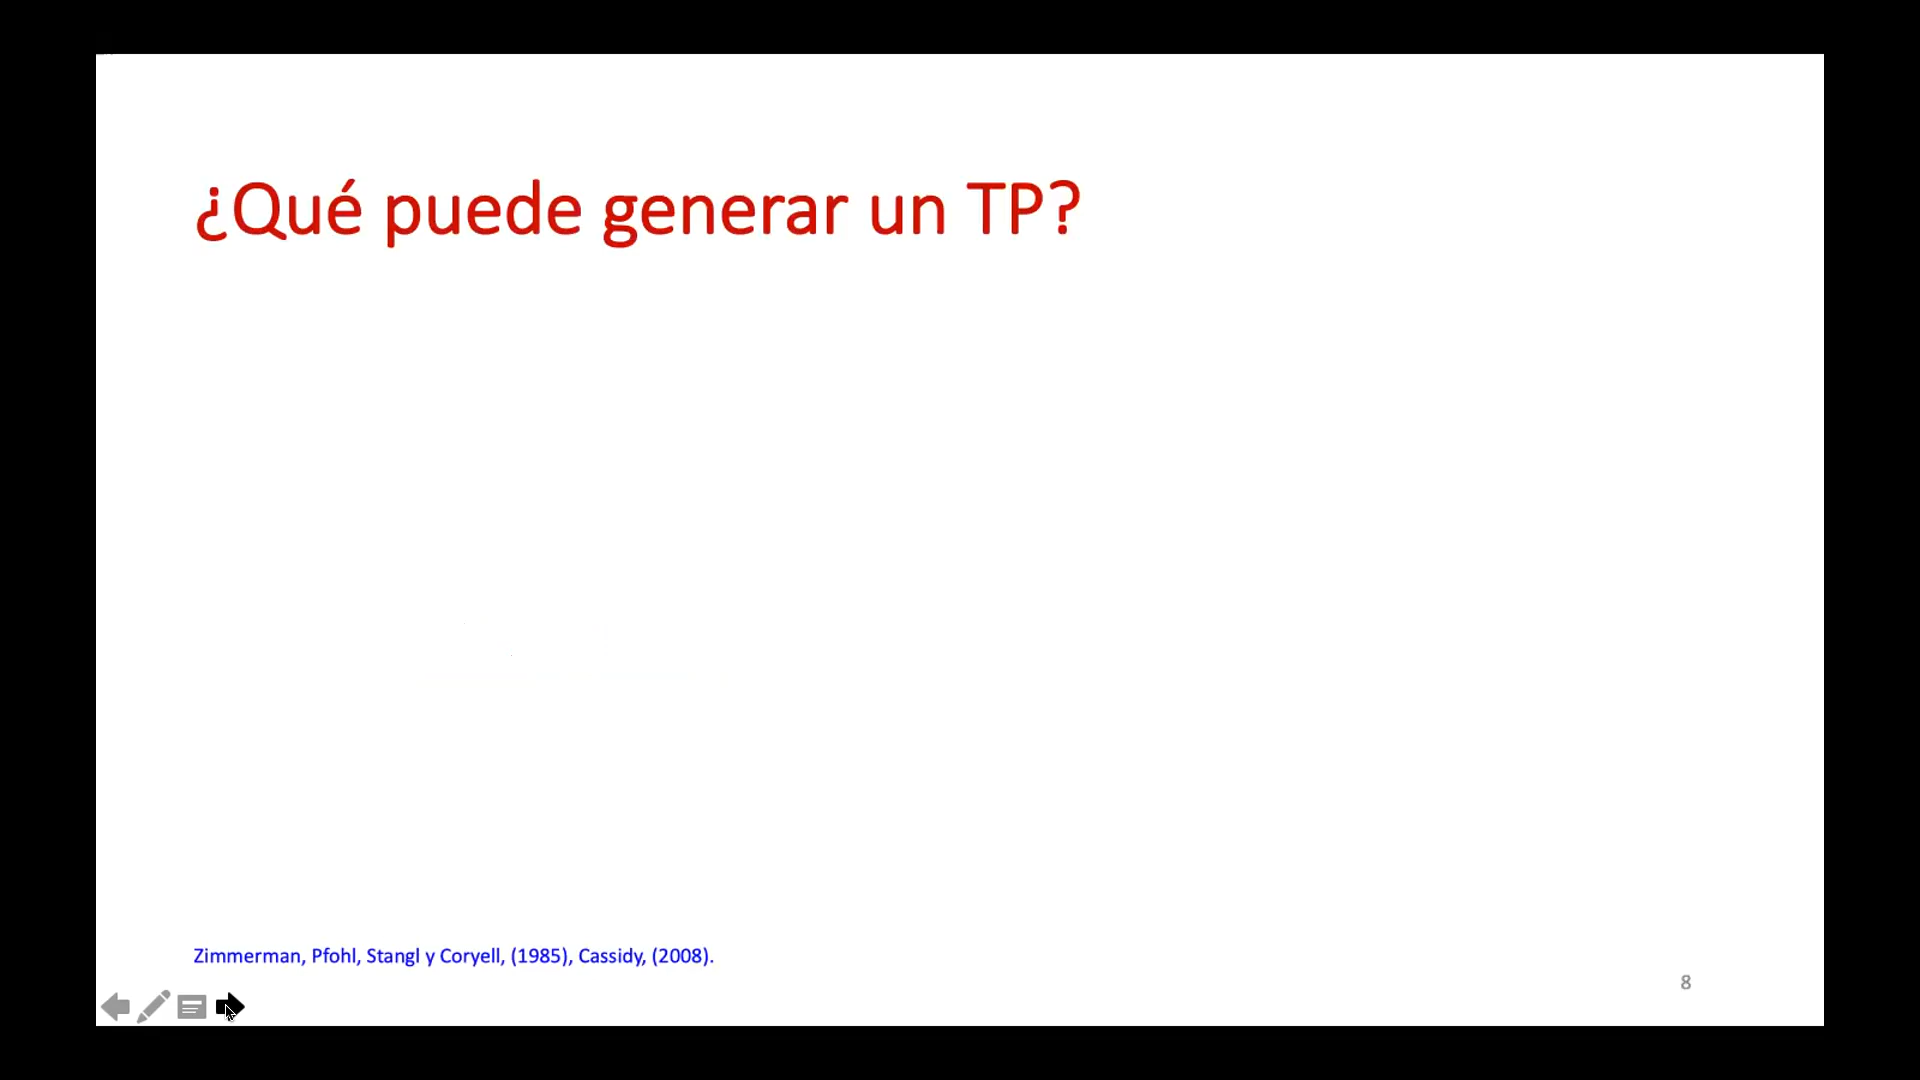 ¿Qué puede generar un TP?
Zimmerman, Pfohl, Stangl y Coryell, (1985), Cassidy, (2008).
8